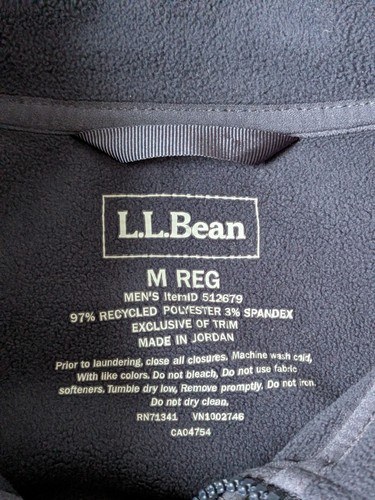 L.L.Bean
M REG
MEN'S ItemID 512679
97% RECYCLED POLYESTER 3% SPANDEX
EXCLUSIVE OF TRIM
MADE IN JORDAN
Prior to laundering, close all closures. Machine wash cold,
With like colors. Do not bleach, Do not use fabric
softeners. Tumble dry low, Remove promptly, Do not iron.
Do not dry clean.
RN71341 VN1002746
CA04754